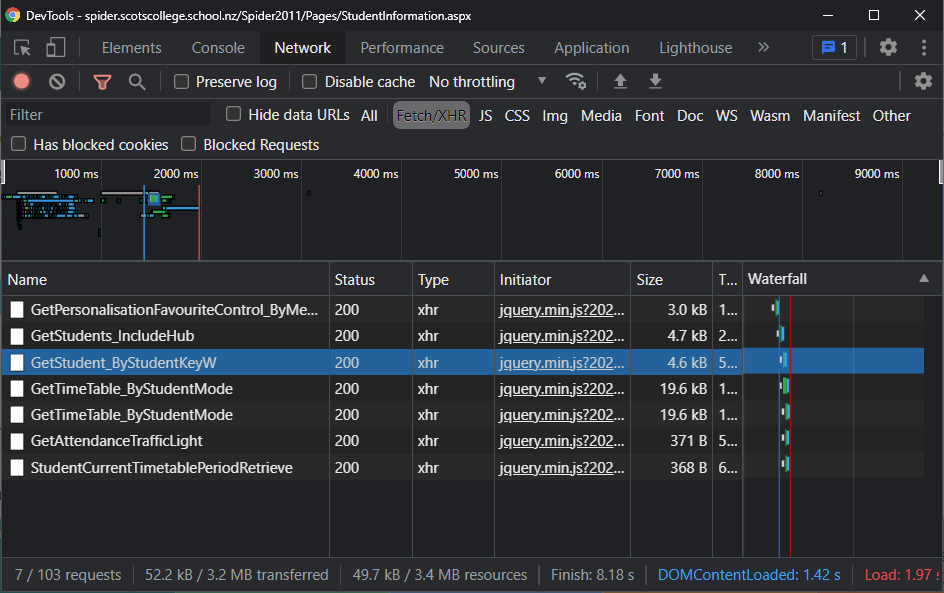 DevTools - spider.scotscollege.school.nz/Spider2011/Pages/StudentInformation.aspx
Elements Console Network Performance Sources Application Lighthouse » 1
Preserve log Disable cache No throttling
Filter Hide data URLs All Fetch/XHR JS CSS Img Media Font Doc WS Wasm Manifest Other
Has blocked cookies Blocked Requests
1000 ms 2000 ms 3000 ms 4000 ms 5000 ms 6000 ms 7000 ms 8000 ms 9000 ms
Name Status Type Initiator Size T... Waterfall
GetPersonalisationFavouriteControl_ByMe... 200 xhr jquery.min.js?202... 3.0 kB 1...
GetStudents_IncludeHub 200 xhr jquery.min.js?202... 4.7 kB 2...
GetStudent_ByStudentKeyW 200 xhr jquery.min.js?202... 4.6 kB 5...
GetTimeTable_ByStudentMode 200 xhr jquery.min.js?202... 19.6 kB 1...
GetTimeTable_ByStudentMode 200 xhr jquery.min.js?202... 19.6 kB 1...
GetAttendanceTrafficLight 200 xhr jquery.min.js?202... 371 B 5...
StudentCurrentTimetablePeriodRetrieve 200 xhr jquery.min.js?202... 368 B 6...
7 / 103 requests 52.2 kB / 3.2 MB transferred 49.7 kB / 3.4 MB resources Finish: 8.18 s DOMContentLoaded: 1.42 s Load: 1.97 s